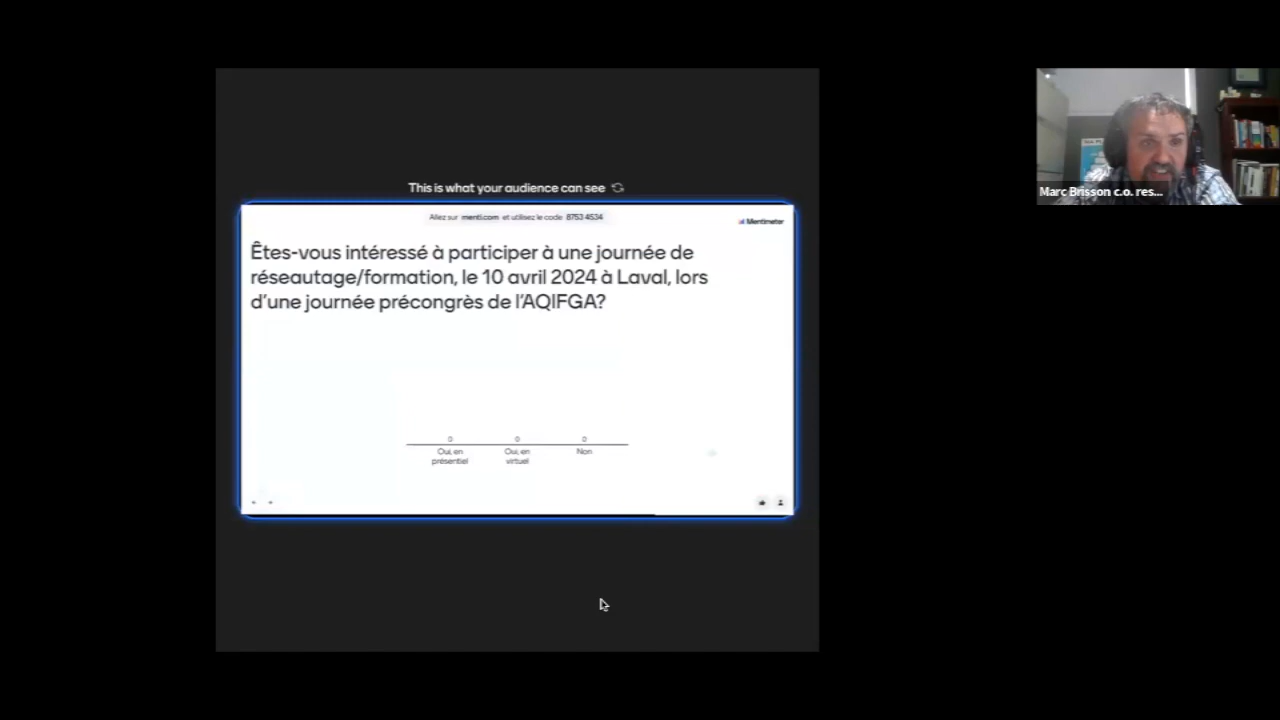 This is what your audience can see
Allez sur menti.com et utilisez le code 8753 4534
Mentimeter
Êtes-vous intéressé à participer à une journée de
réseautage/formation, le 10 avril 2024 à Laval, lors
d'une journée précongrès de l'AQIFGA?
0 0 0
Oui, en présentiel
Oui, en virtuel
Non
Marc Brisson c.o. res...